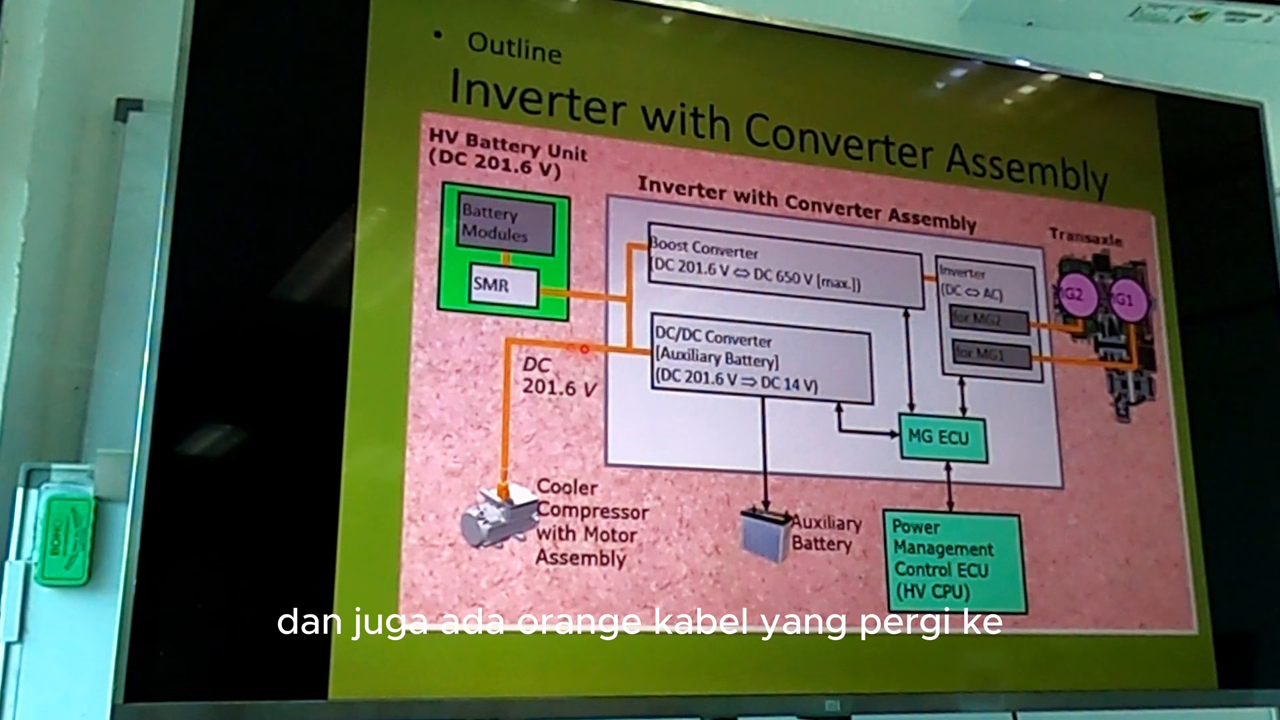 • Outline
Inverter with Converter Assembly
HV Battery Unit
(DC 201.6 V)
Inverter with Converter Assembly
Transaxle
Battery
Modules
SMR
Boost Converter
(DC 201.6 V ⇔ DC 650 V [max.])
Inverter
(DC ⇔ AC)
for MG2
for MG1
MG2
MG1
DC/DC Converter
[Auxiliary Battery]
(DC 201.6 V ⇒ DC 14 V)
DC
201.6 V
MG ECU
Cooler
Compressor
with Motor
Assembly
Auxiliary
Battery
Power
Management
Control ECU
(HV CPU)
dan juga ada orange kabel yang pergi ke
mi